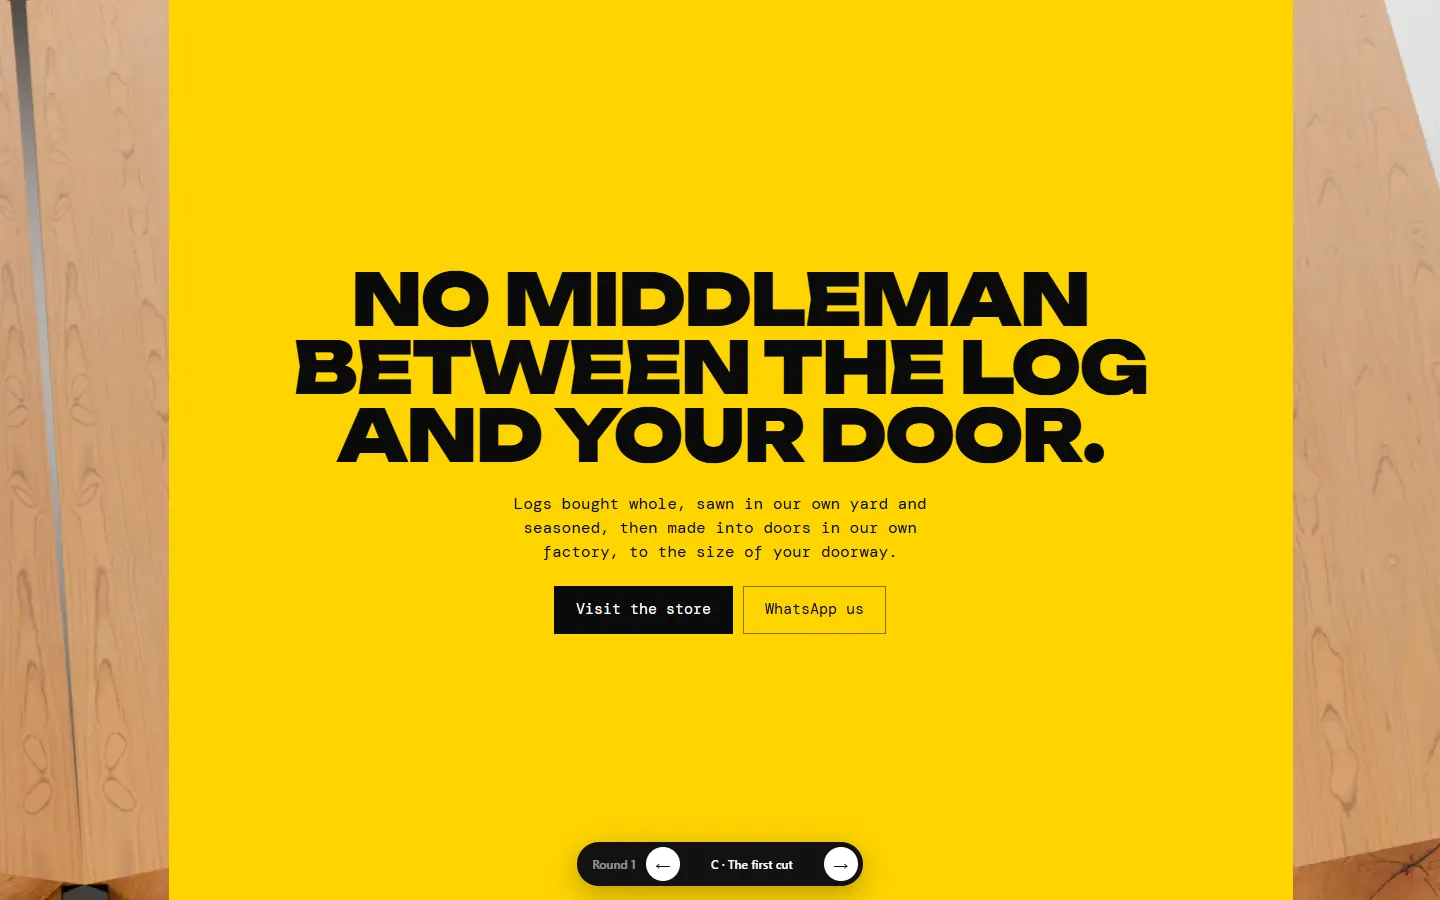 NO MIDDLEMAN
BETWEEN THE LOG
AND YOUR DOOR.
Logs bought whole, sawn in our own yard and
seasoned, then made into doors in our own
factory, to the size of your doorway.
Visit the store
WhatsApp us
Round 1
←
C · The first cut
→